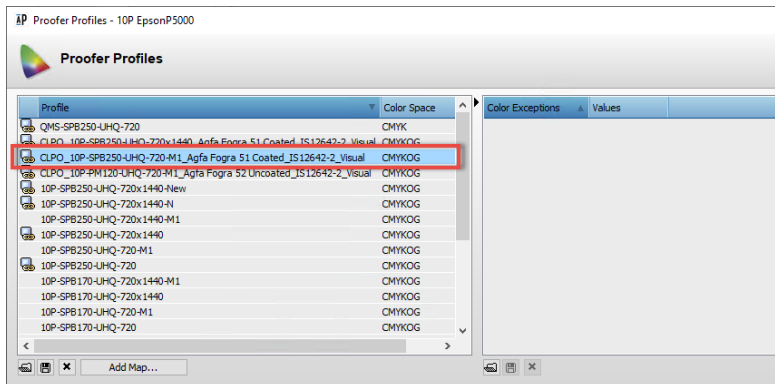 Proofer Profiles - 10P EpsonP5000
Proofer Profiles
Profile Color Space Color Exceptions Values
QMS-SPB250-UHQ-720 CMYK
CLPO_10P-SPB250-UHQ-720x1440_Agfa Fogra 51 Coated_IS12642-2_Visual CMYKOG
CLPO_10P-SPB250-UHQ-720-M1_Agfa Fogra 51 Coated_IS12642-2_Visual CMYKOG
CLPO_10P-PM120-UHQ-720-M1_Agfa Fogra 52 Uncoated_IS12642-2_Visual CMYKOG
10P-SPB250-UHQ-720x1440-New CMYKOG
10P-SPB250-UHQ-720x1440-N CMYKOG
10P-SPB250-UHQ-720x1440-M1 CMYKOG
10P-SPB250-UHQ-720x1440 CMYKOG
10P-SPB250-UHQ-720-M1 CMYKOG
10P-SPB250-UHQ-720 CMYKOG
10P-SPB170-UHQ-720x1440-M1 CMYKOG
10P-SPB170-UHQ-720x1440 CMYKOG
10P-SPB170-UHQ-720-M1 CMYKOG
10P-SPB170-UHQ-720 CMYKOG
Add Map...